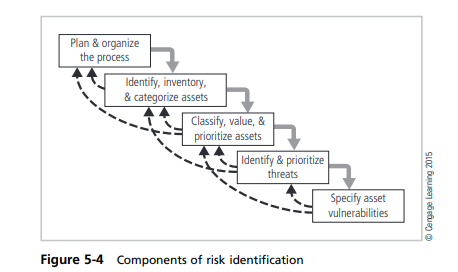 Plan & organize
the process
Identify, inventory,
& categorize assets
Classify, value, &
prioritize assets
Identify & prioritize
threats
Specify asset
vulnerabilities
© Cengage Learning 2015
Figure 5-4 Components of risk identification